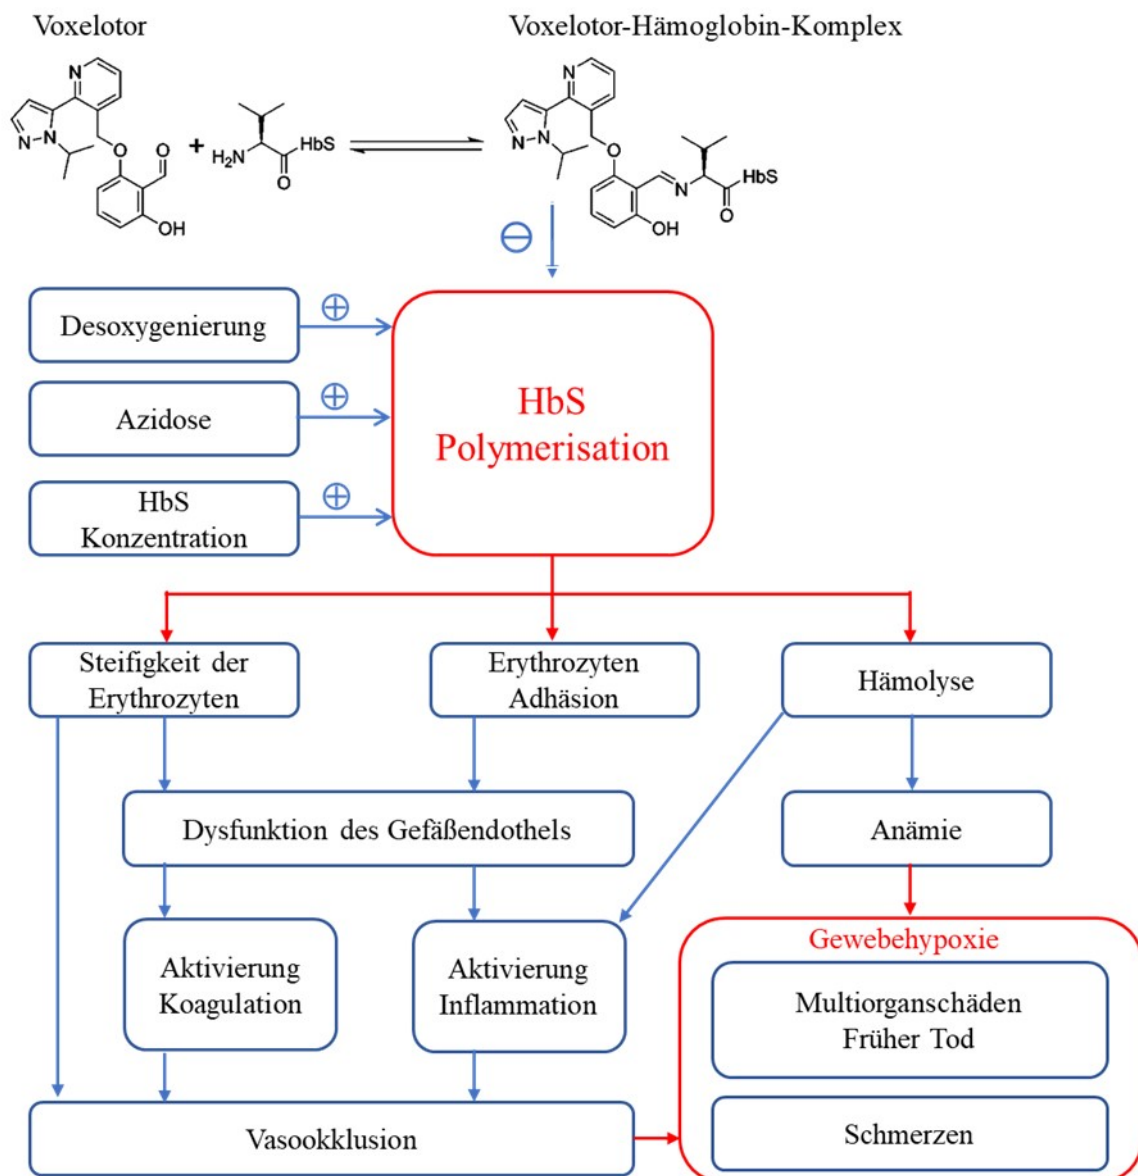 Voxelotor
Voxelotor-Hämoglobin-Komplex
N
N
N
O
O
OH
+
H₂N
HbS
O
N
N
N
O
N
OH
HbS
O
⊖
Desoxygenierung
⊕
Azidose
⊕
HbS
Konzentration
⊕
HbS
Polymerisation
Steifigkeit der
Erythrozyten
Erythrozyten
Adhäsion
Hämolyse
Dysfunktion des Gefäßendothels
Anämie
Aktivierung
Koagulation
Aktivierung
Inflammation
Gewebehypoxie
Multiorganschäden
Früher Tod
Vasookklusion
Schmerzen